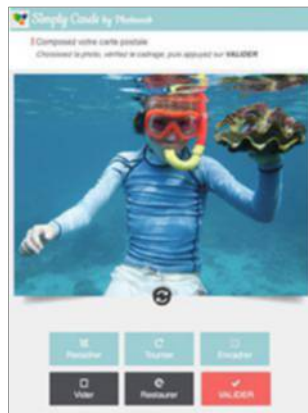 Simply Cards by Photoweb
Composez votre carte postale
Choisissez la photo, vérifiez le cadrage, puis appuyez sur VALIDER
Tourner
Encadrer
Vider
Restaurer
VALIDER